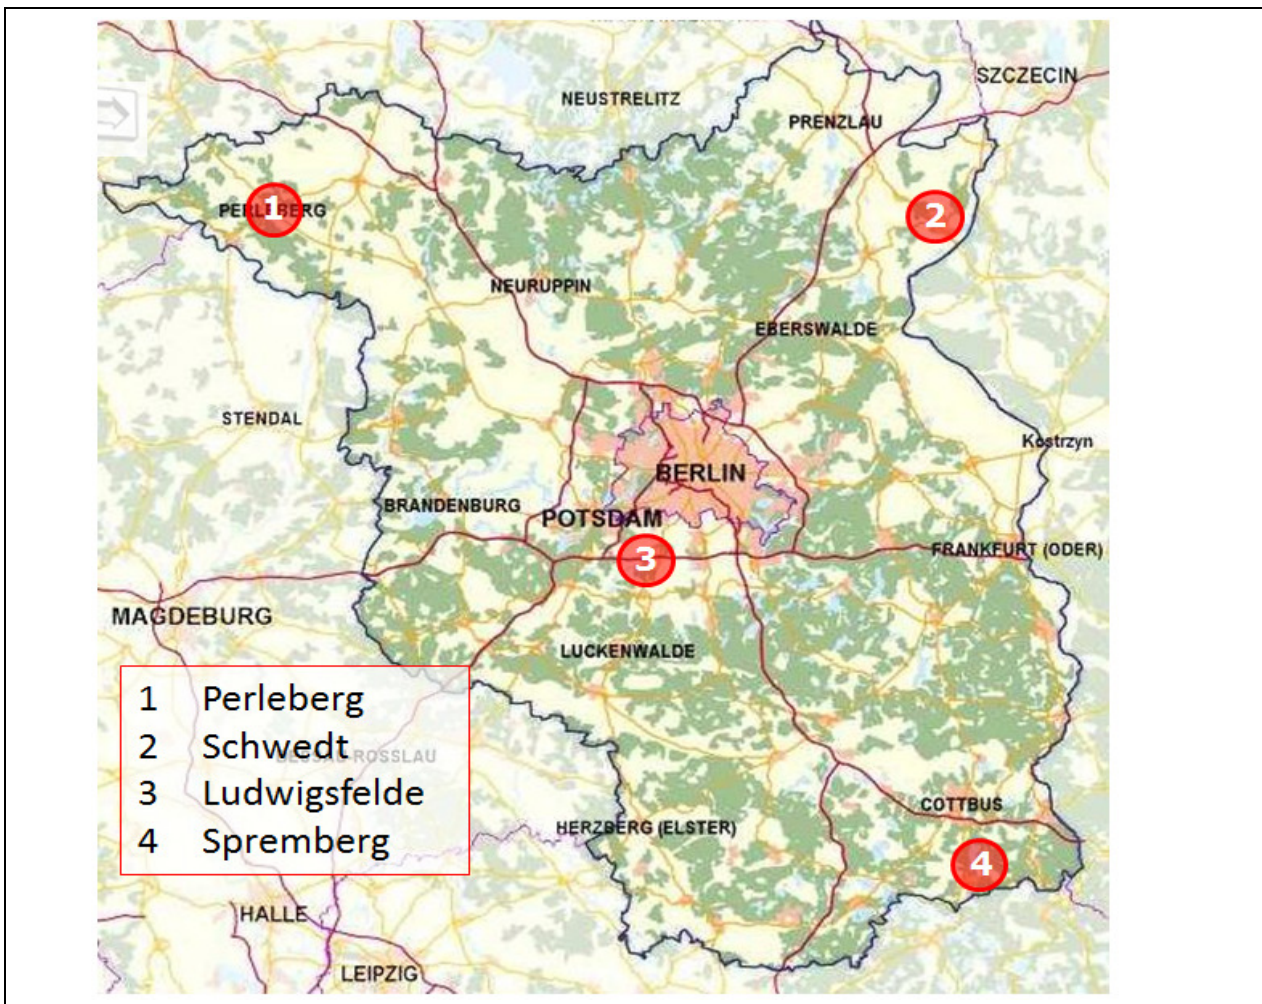 SZCZECIN
NEUSTRELITZ
PRENZLAU
PERLEBERG
1
2
NEURUPPIN
EBERSWALDE
STENDAL
Kostrzyn
BERLIN
BRANDENBURG
POTSDAM
FRANKFURT (ODER)
3
MAGDEBURG
LUCKENWALDE
1 Perleberg
2 Schwedt
DESSAU-ROSSLAU
3 Ludwigsfelde
4 Spremberg
COTTBUS
HERZBERG (ELSTER)
4
HALLE
LEIPZIG